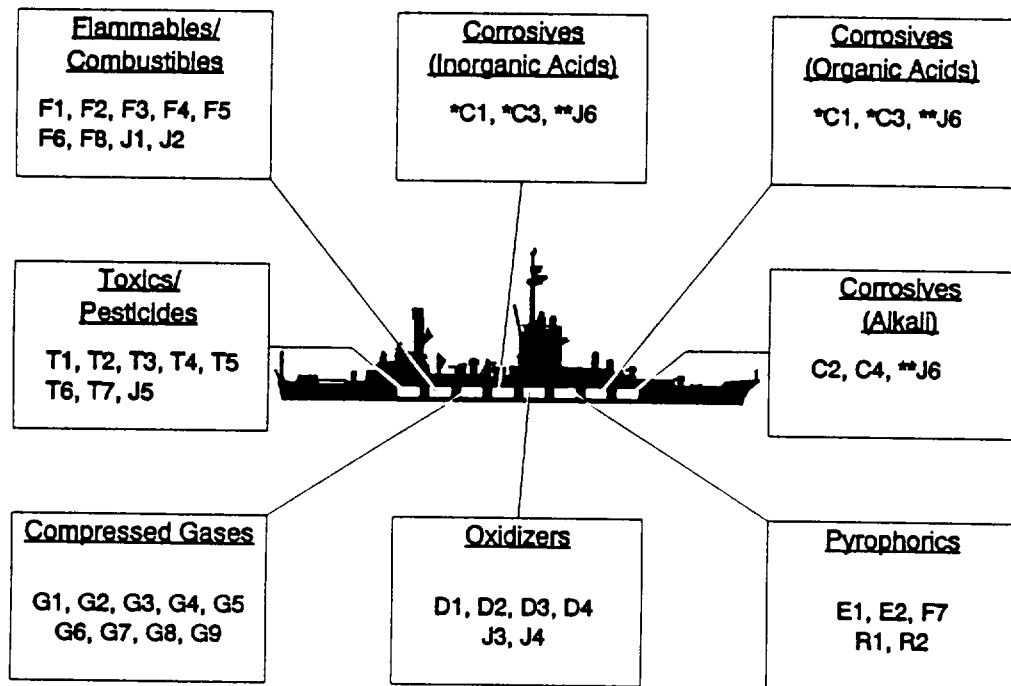 Flammables/
Combustibles
F1, F2, F3, F4, F5
F6, F8, J1, J2
Corrosives
(Inorganic Acids)
*C1, *C3, **J6
Corrosives
(Organic Acids)
*C1, *C3, **J6
Toxics/
Pesticides
T1, T2, T3, T4, T5
T6, T7, J5
Corrosives
(Alkali)
C2, C4, **J6
Compressed Gases
G1, G2, G3, G4, G5
G6, G7, G8, G9
Oxidizers
D1, D2, D3, D4
J3, J4
Pyrophorics
E1, E2, F7
R1, R2